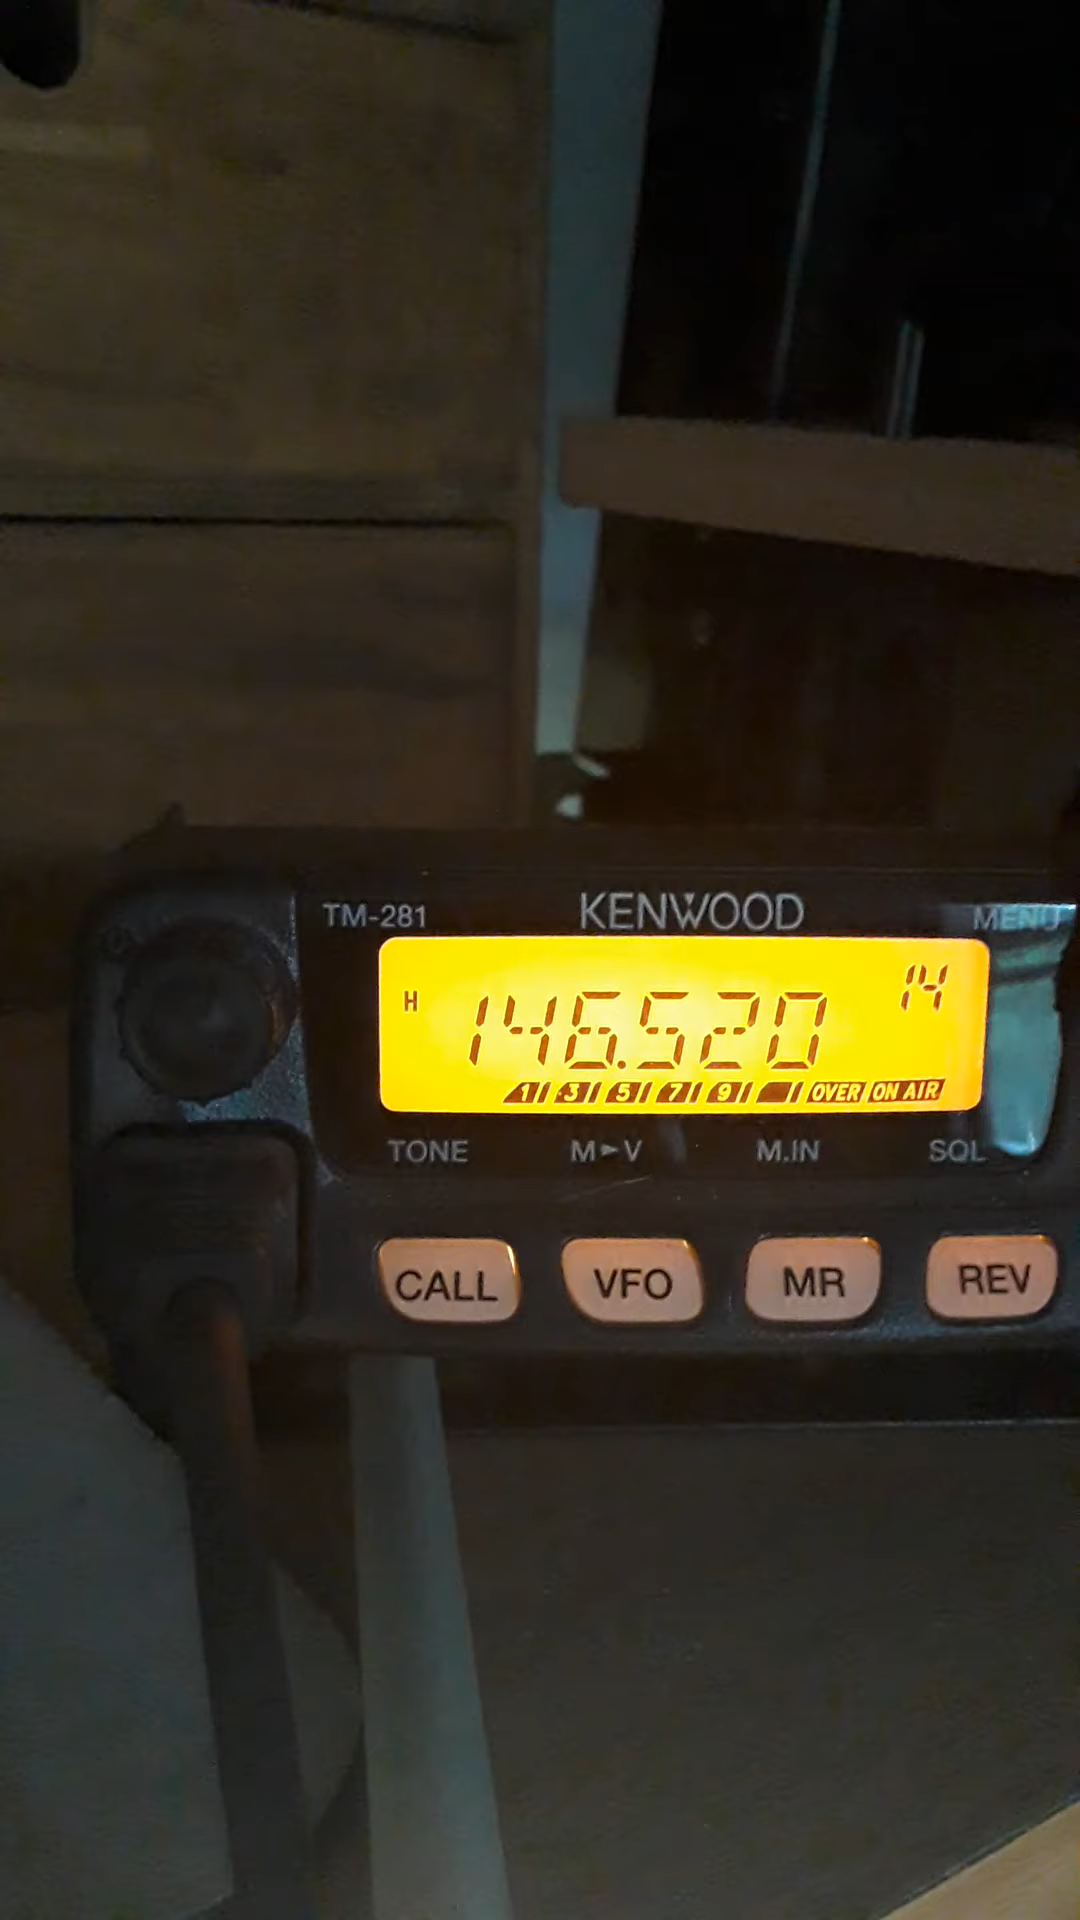 TM-281 KENWOOD MENU
H 146.520 14
1 3 5 7 9 OVER ON AIR
TONE M►V M.IN SQL
CALL VFO MR REV